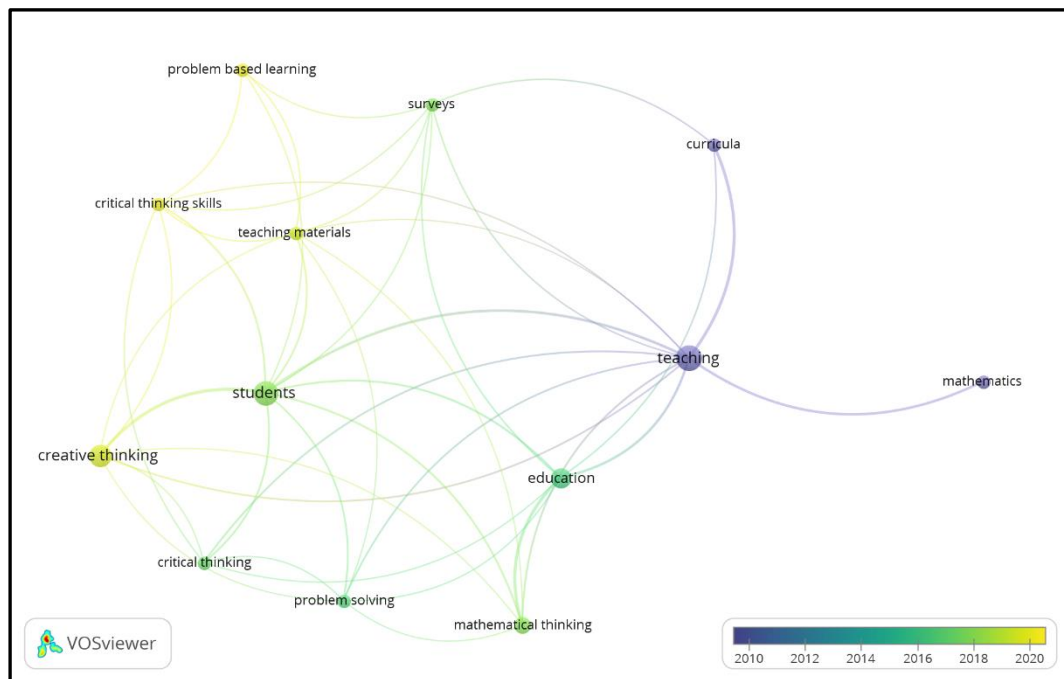 problem based learning
surveys
curricula
critical thinking skills
teaching materials
teaching
mathematics
students
creative thinking
education
critical thinking
problem solving
mathematical thinking
VOSviewer
2010 2012 2014 2016 2018 2020